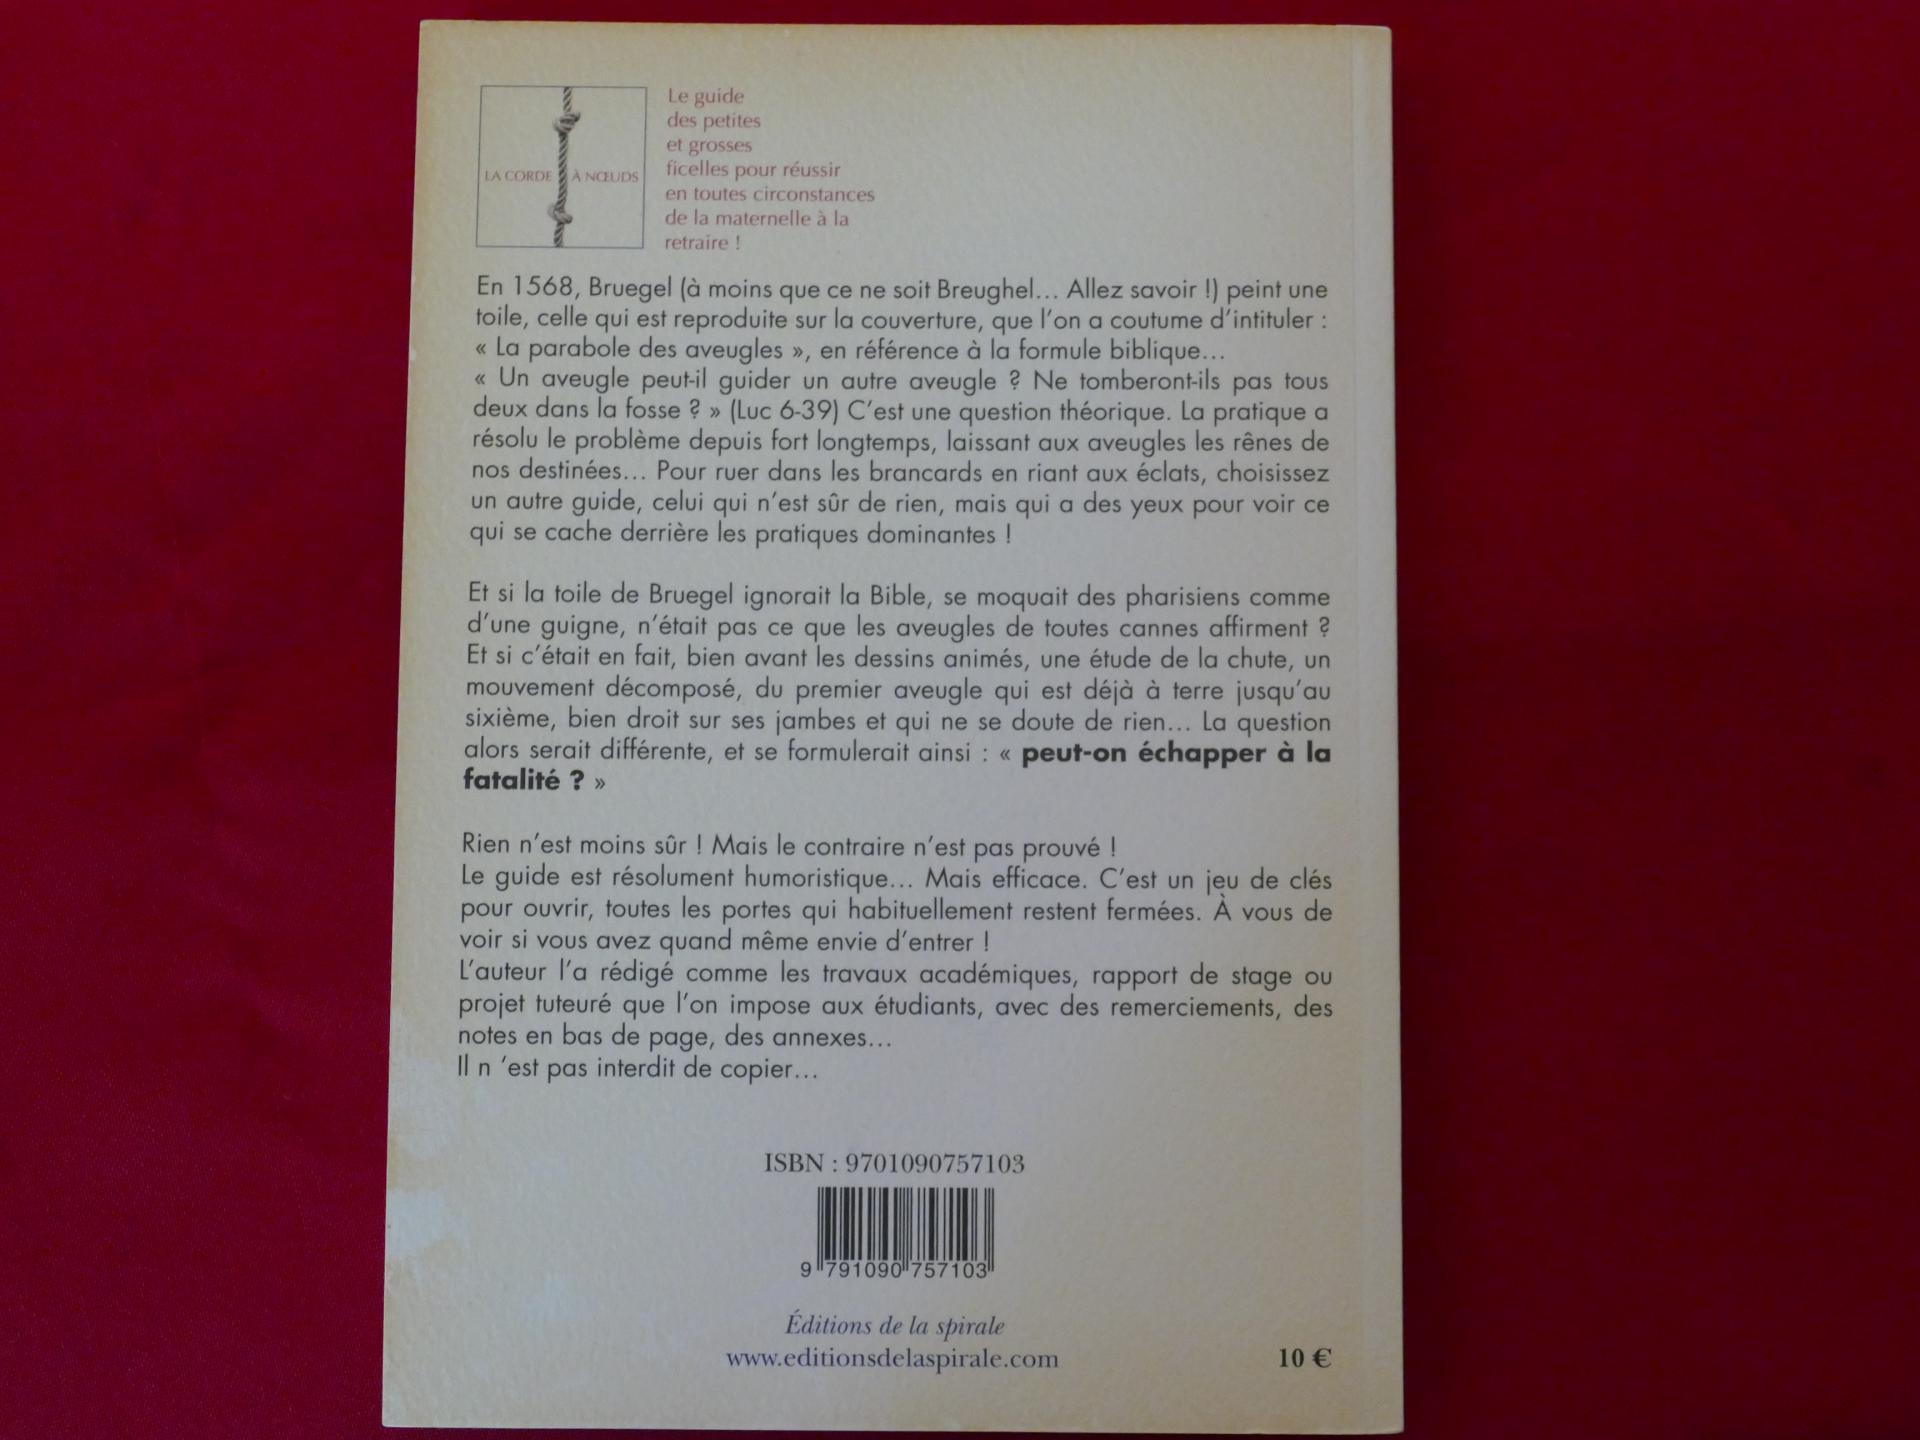 LA CORDE À NŒUDS
Le guide
des petites
et grosses
ficelles pour réussir
en toutes circonstances
de la maternelle à la
retraire !
En 1568, Bruegel (à moins que ce ne soit Breughel... Allez savoir !) peint une
toile, celle qui est reproduite sur la couverture, que l'on a coutume d'intituler :
« La parabole des aveugles », en référence à la formule biblique...
« Un aveugle peut-il guider un autre aveugle ? Ne tomberont-ils pas tous
deux dans la fosse ? » (Luc 6-39) C'est une question théorique. La pratique a
résolu le problème depuis fort longtemps, laissant aux aveugles les rênes de
nos destinées... Pour ruer dans les brancards en riant aux éclats, choisissez
un autre guide, celui qui n'est sûr de rien, mais qui a des yeux pour voir ce
qui se cache derrière les pratiques dominantes !
Et si la toile de Bruegel ignorait la Bible, se moquait des pharisiens comme
d'une guigne, n'était pas ce que les aveugles de toutes cannes affirment ?
Et si c'était en fait, bien avant les dessins animés, une étude de la chute, un
mouvement décomposé, du premier aveugle qui est déjà à terre jusqu'au
sixième, bien droit sur ses jambes et qui ne se doute de rien... La question
alors serait différente, et se formulerait ainsi : « peut-on échapper à la
fatalité ? »
Rien n'est moins sûr ! Mais le contraire n'est pas prouvé !
Le guide est résolument humoristique... Mais efficace. C'est un jeu de clés
pour ouvrir, toutes les portes qui habituellement restent fermées. À vous de
voir si vous avez quand même envie d'entrer !
L'auteur l'a rédigé comme les travaux académiques, rapport de stage ou
projet tuteuré que l'on impose aux étudiants, avec des remerciements, des
notes en bas de page, des annexes...
Il n 'est pas interdit de copier...
ISBN : 9701090757103
9 791090 757103
Éditions de la spirale
www.editionsdelaspirale.com
10 €